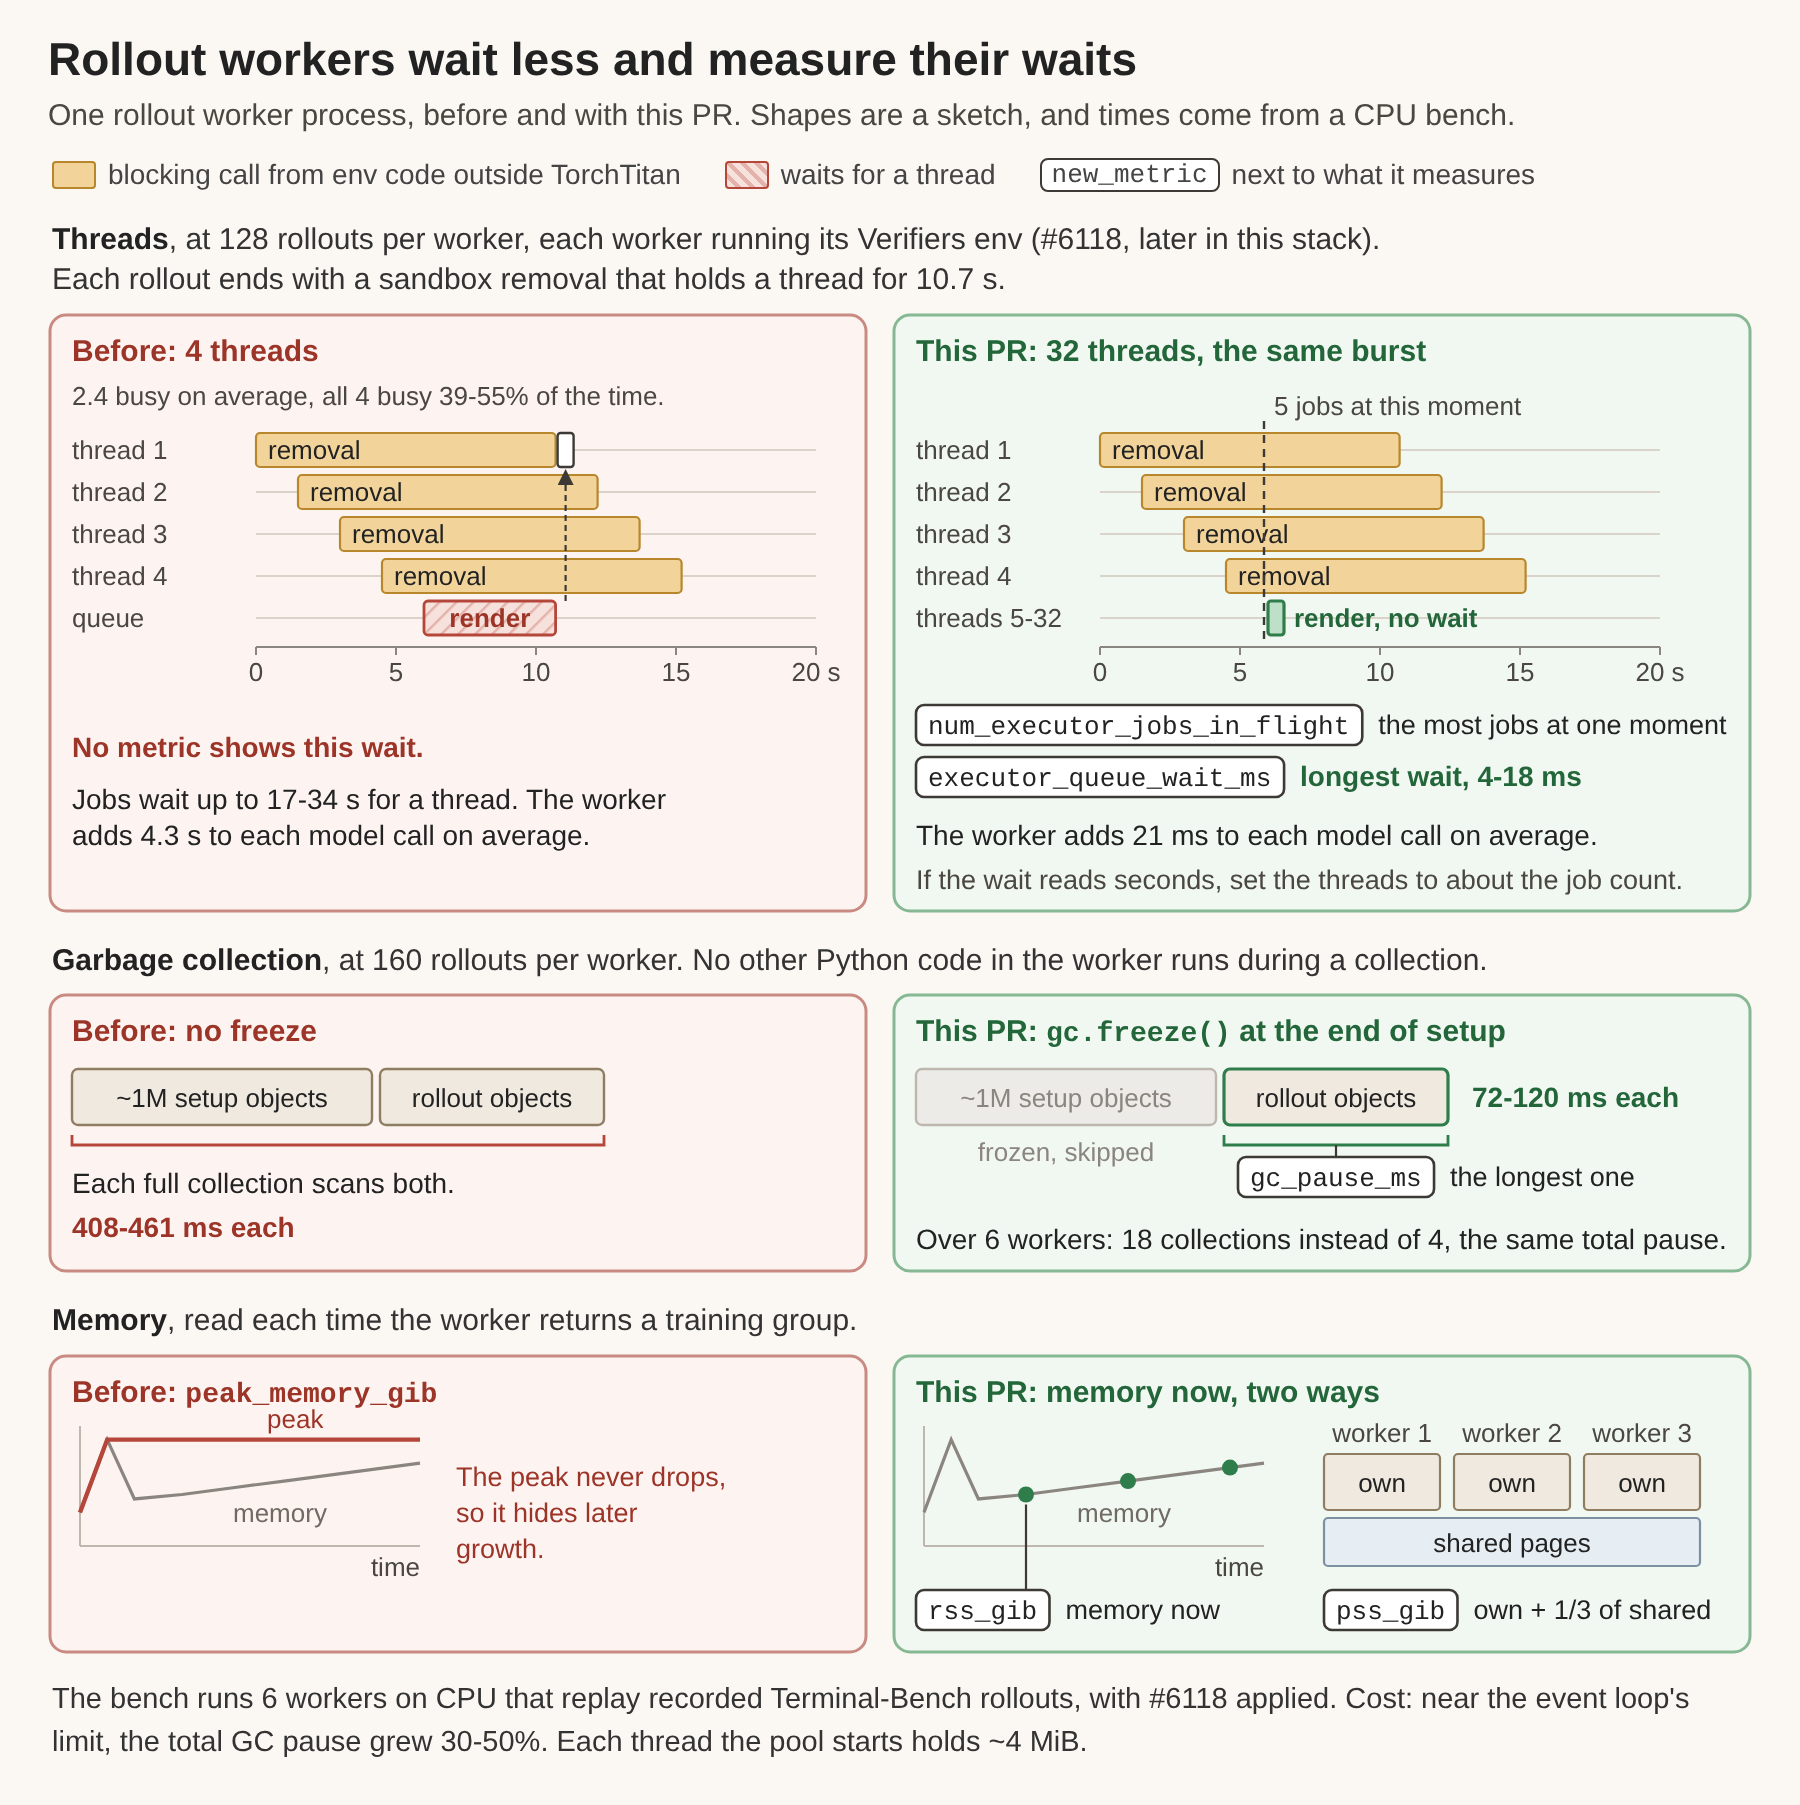 Rollout workers wait less and measure their waits
One rollout worker process, before and with this PR. Shapes are a sketch, and times come from a CPU bench.
blocking call from env code outside TorchTitan
waits for a thread
new_metric
next to what it measures
Threads, at 128 rollouts per worker, each worker running its Verifiers env (#6118, later in this stack).
Each rollout ends with a sandbox removal that holds a thread for 10.7 s.
Before: 4 threads
2.4 busy on average, all 4 busy 39-55% of the time.
thread 1
removal
thread 2
removal
thread 3
removal
thread 4
removal
queue
render
0
5
10
15
20 s
No metric shows this wait.
Jobs wait up to 17-34 s for a thread. The worker
adds 4.3 s to each model call on average.
This PR: 32 threads, the same burst
5 jobs at this moment
thread 1
removal
thread 2
removal
thread 3
removal
thread 4
removal
threads 5-32
render, no wait
0
5
10
15
20 s
num_executor_jobs_in_flight
the most jobs at one moment
executor_queue_wait_ms
longest wait, 4-18 ms
The worker adds 21 ms to each model call on average.
If the wait reads seconds, set the threads to about the job count.
Garbage collection, at 160 rollouts per worker. No other Python code in the worker runs during a collection.
Before: no freeze
~1M setup objects
rollout objects
Each full collection scans both.
408-461 ms each
This PR: gc.freeze() at the end of setup
~1M setup objects
rollout objects
72-120 ms each
frozen, skipped
gc_pause_ms
the longest one
Over 6 workers: 18 collections instead of 4, the same total pause.
Memory, read each time the worker returns a training group.
Before: peak_memory_gib
peak
memory
time
The peak never drops,
so it hides later
growth.
This PR: memory now, two ways
memory
time
rss_gib
memory now
worker 1
worker 2
worker 3
own
own
own
shared pages
pss_gib
own + 1/3 of shared
The bench runs 6 workers on CPU that replay recorded Terminal-Bench rollouts, with #6118 applied. Cost: near the event loop's
limit, the total GC pause grew 30-50%. Each thread the pool starts holds ~4 MiB.